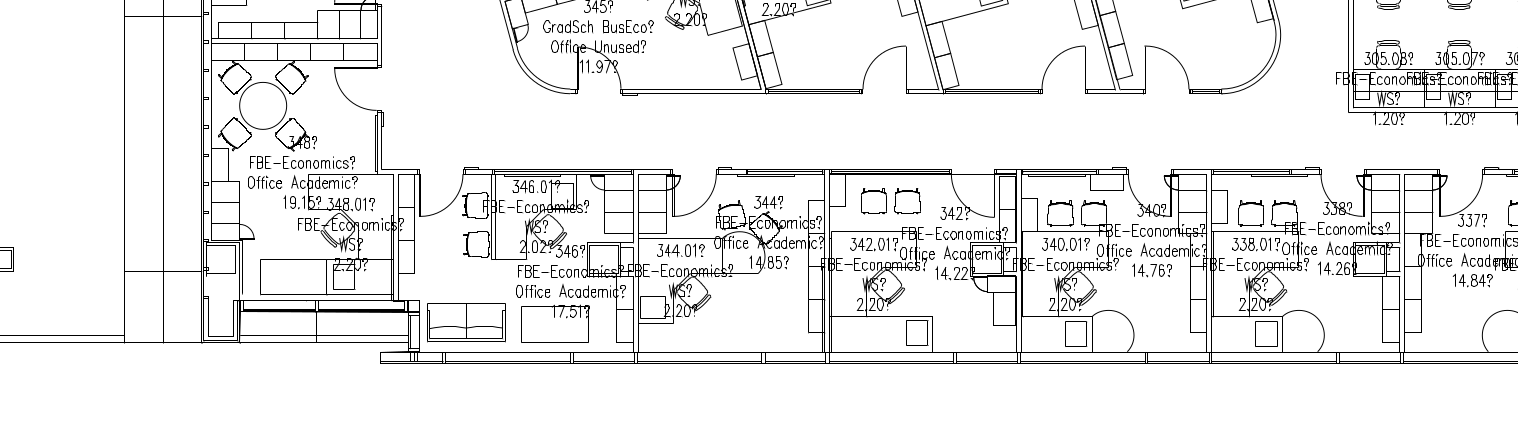 345?
GradSch BusEco?
Office Unused?
11.97?
WS?
2.20?
2.20?
305.08?
FBE-Economics?
WS?
1.20?
305.07?
FBE-Economics?
WS?
1.20?
348?
FBE-Economics?
Office Academic?
19.15?
348.01?
FBE-Economics?
WS?
2.20?
346.01?
FBE-Economics?
WS?
2.02?
346?
FBE-Economics?
Office Academic?
17.51?
344.01?
FBE-Economics?
WS?
2.20?
344?
FBE-Economics?
Office Academic?
14.85?
342.01?
FBE-Economics?
WS?
2.20?
342?
FBE-Economics?
Office Academic?
14.22?
340.01?
FBE-Economics?
WS?
2.20?
340?
FBE-Economics?
Office Academic?
14.76?
338.01?
FBE-Economics?
WS?
2.20?
338?
FBE-Economics?
Office Academic?
14.26?
337?
FBE-Economics
Office Academic?
14.84?